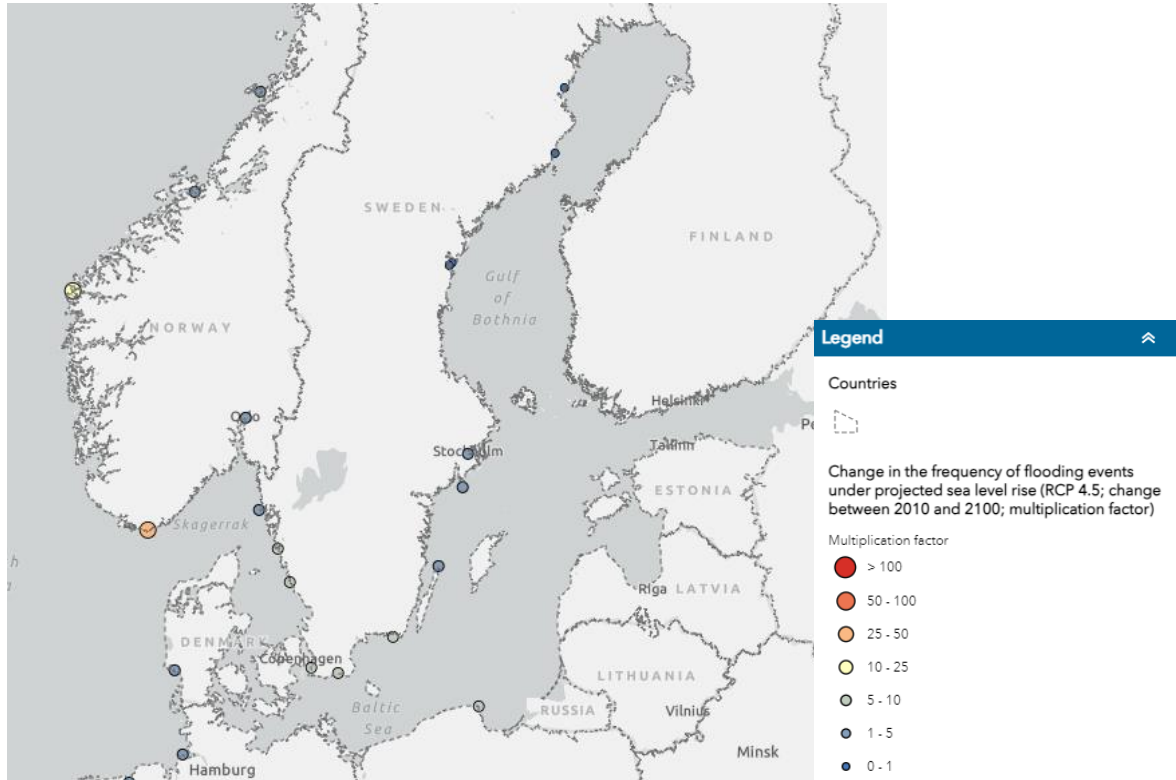 SWEDEN
FINLAND
Gulf
of
Bothnia
NORWAY
Helsinki
Tallinn
Stockholm
ESTONIA
Skagerrak
Riga LATVIA
DENMARK
Copenhagen
LITHUANIA
RUSSIA
Vilnius
Baltic
Sea
Minsk
Hamburg
Legend
Countries
Change in the frequency of flooding events
under projected sea level rise (RCP 4.5; change
between 2010 and 2100; multiplication factor)
Multiplication factor
> 100
50 - 100
25 - 50
10 - 25
5 - 10
1 - 5
0 - 1